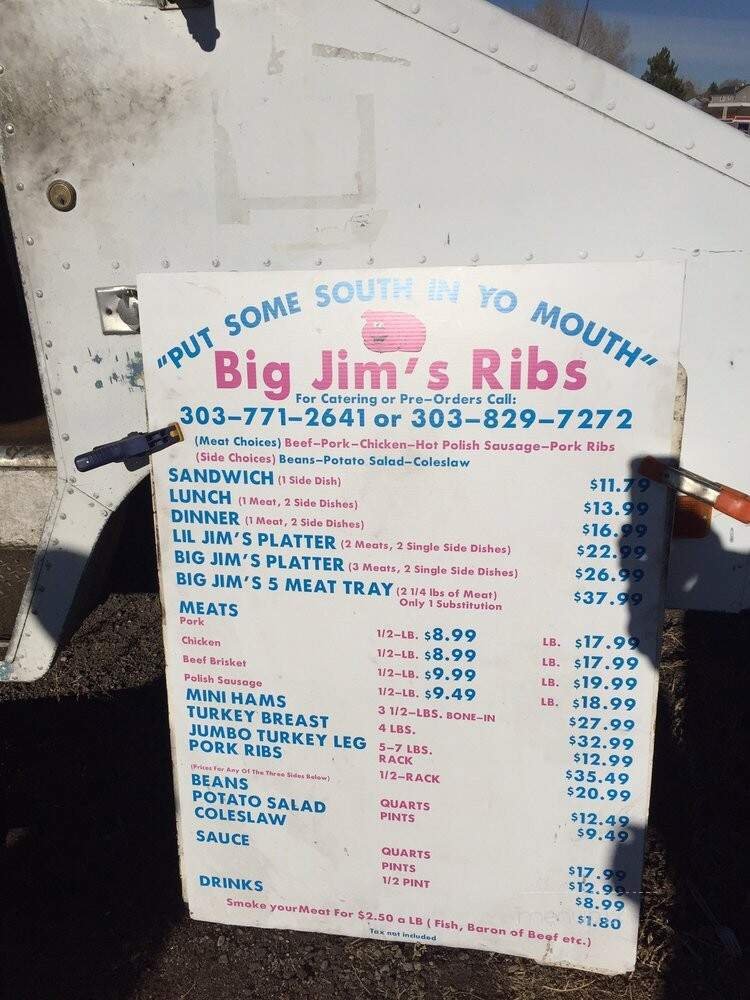 "PUT SOME SOUTH IN YO MOUTH"
Big Jim's Ribs
For Catering or Pre-Orders Call:
303-771-2641 or 303-829-7272
(Meat Choices) Beef-Pork-Chicken-Hot Polish Sausage-Pork Ribs
(Side Choices) Beans-Potato Salad-Coleslaw
SANDWICH (1 Side Dish) $11.79
LUNCH (1 Meat, 2 Side Dishes) $13.99
DINNER (1 Meat, 2 Side Dishes) $16.99
LIL JIM'S PLATTER (2 Meats, 2 Single Side Dishes) $22.99
BIG JIM'S PLATTER (3 Meats, 2 Single Side Dishes) $26.99
BIG JIM'S 5 MEAT TRAY (2 1/4 lbs of Meat) $37.99
Only 1 Substitution
MEATS
Pork 1/2-LB. $8.99 LB. $17.99
Chicken 1/2-LB. $8.99 LB. $17.99
Beef Brisket 1/2-LB. $9.99 LB. $19.99
Polish Sausage 1/2-LB. $9.49 LB. $18.99
MINI HAMS 3 1/2-LBS. BONE-IN $27.99
TURKEY BREAST 4 LBS. $32.99
JUMBO TURKEY LEG 5-7 LBS. $12.99
PORK RIBS RACK $35.49
1/2-RACK $20.99
(Prices For Any Of The Three Sides Below)
BEANS
POTATO SALAD QUARTS $12.49
COLESLAW PINTS $9.49
SAUCE QUARTS $17.99
PINTS $12.99
1/2 PINT $8.99
DRINKS $1.80
Smoke your Meat For $2.50 a LB ( Fish, Baron of Beef etc.)
Tax not included